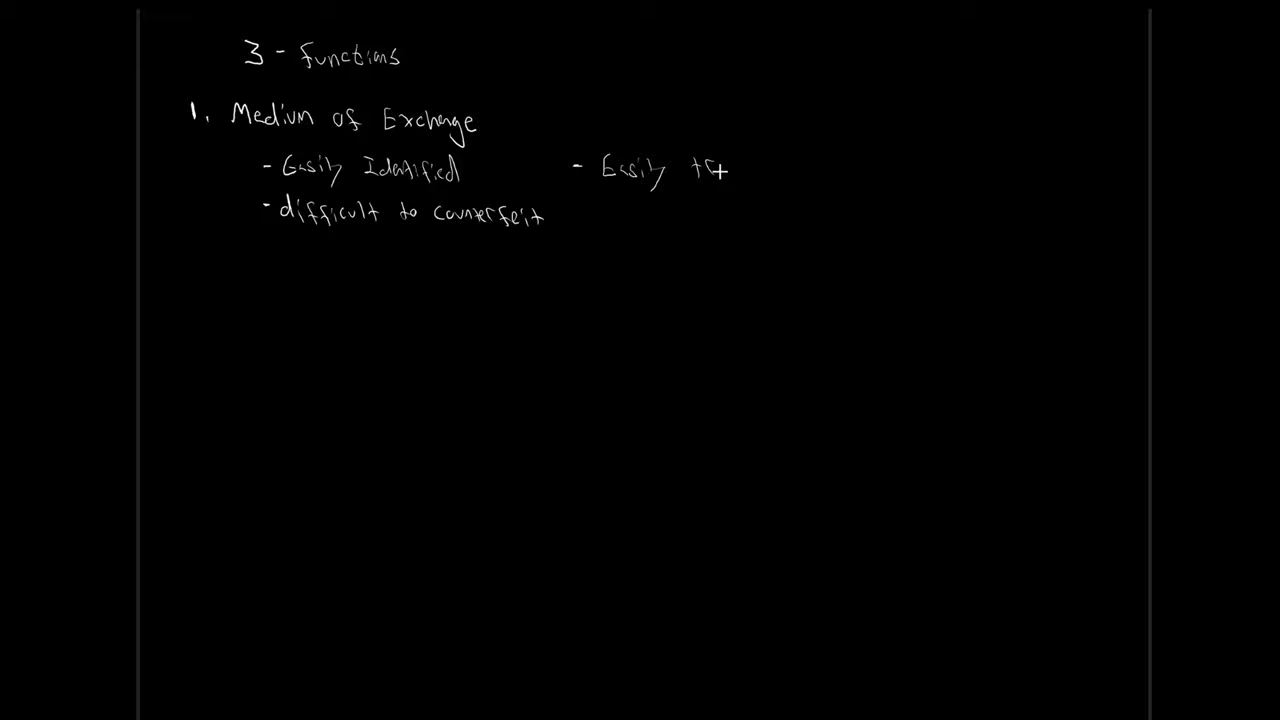 3 - functions
1. Medium of Exchange
- Easily Identified - Easily
- difficult to counterfeit